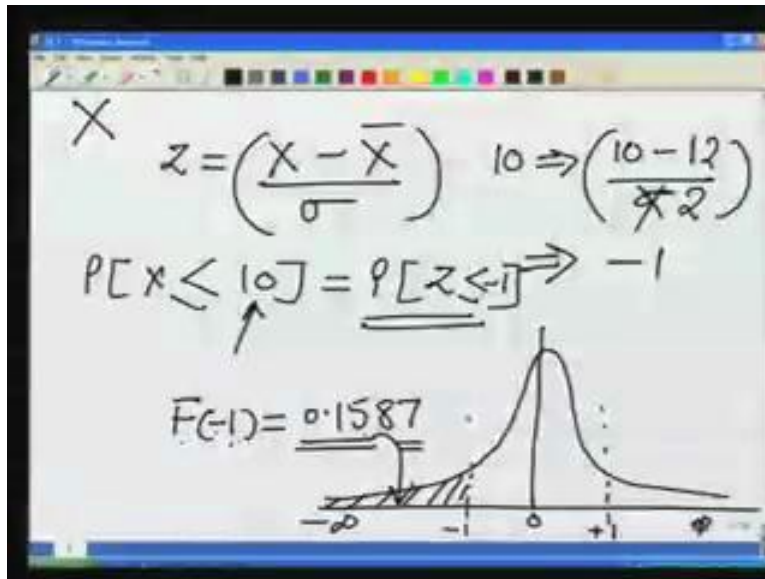 X
z = (X - X̄ / σ) 10 ⇒ (10 - 12 / 2)
P[x ≤ 10] = P[Z ≤ -1] ⇒ -1
F(-1) = 0.1587
-∞ -1 0 +1 ∞